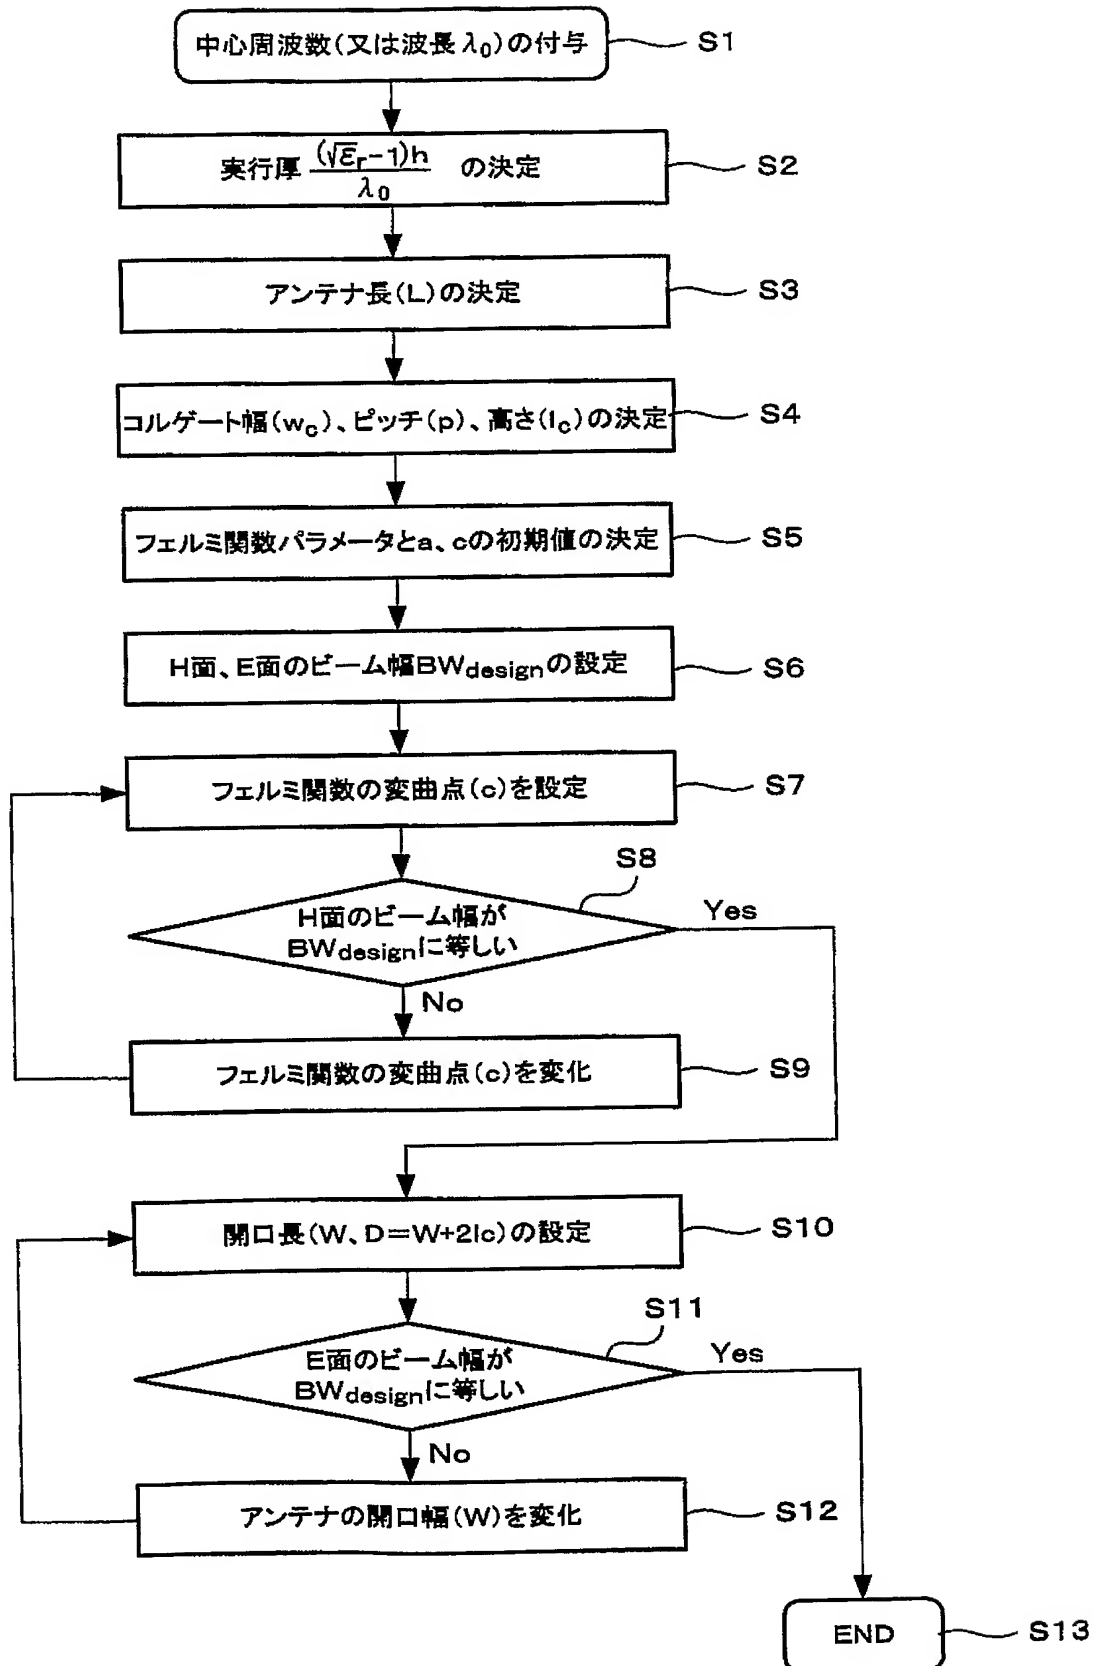 中心周波数(又は波長λ₀)の付与
S1
実行厚 (√εr-1)h/λ₀ の決定
S2
アンテナ長(L)の決定
S3
コルゲート幅(wc)、ピッチ(p)、高さ(lc)の決定
S4
フェルミ関数パラメータとa、cの初期値の決定
S5
H面、E面のビーム幅BWdesignの設定
S6
フェルミ関数の変曲点(c)を設定
S7
S8
H面のビーム幅が
BWdesignに等しい
Yes
No
フェルミ関数の変曲点(c)を変化
S9
開口長(W、D=W+2lc)の設定
S10
S11
E面のビーム幅が
BWdesignに等しい
Yes
No
アンテナの開口幅(W)を変化
S12
END
S13